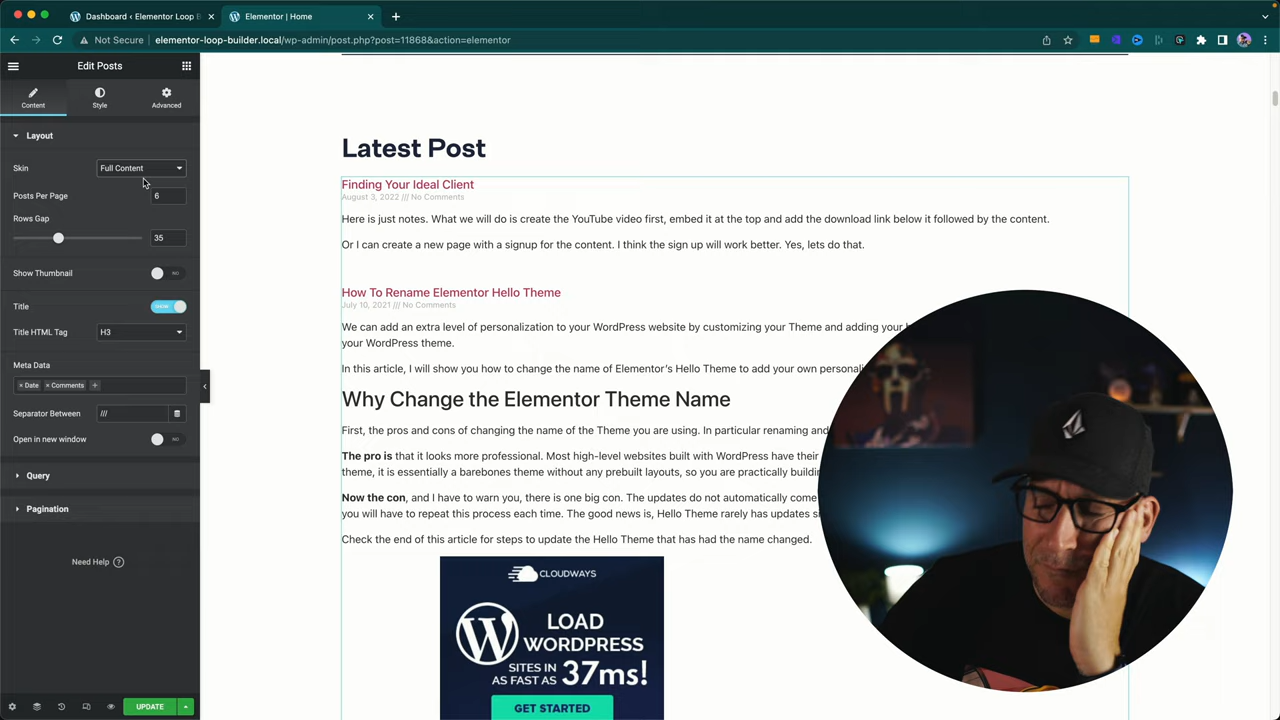 Dashboard ‹ Elementor Loop B
Elementor | Home
Not Secure
elementor-loop-builder.local/wp-admin/post.php?post=11868&action=elementor
Edit Posts
Content
Style
Advanced
Layout
Skin
Full Content
Posts Per Page
6
Rows Gap
35
Show Thumbnail
NO
Title
SHOW
Title HTML Tag
H3
Meta Data
× Date
× Comments
+
Separator Between
///
Open in new window
NO
Query
Pagination
Need Help
UPDATE
Latest Post
Finding Your Ideal Client
August 3, 2022 /// No Comments
Here is just notes. What we will do is create the YouTube video first, embed it at the top and add the download link below it followed by the content.
Or I can create a new page with a signup for the content. I think the sign up will work better. Yes, lets do that.
How To Rename Elementor Hello Theme
July 10, 2021 /// No Comments
We can add an extra level of personalization to your WordPress website by customizing your Theme and adding your
your WordPress theme.
In this article, I will show you how to change the name of Elementor’s Hello Theme to add your own personali
Why Change the Elementor Theme Name
First, the pros and cons of changing the name of the Theme you are using. In particular renaming and
The pro is that it looks more professional. Most high-level websites built with WordPress have their
theme, it is essentially a barebones theme without any prebuilt layouts, so you are practically buildin
Now the con, and I have to warn you, there is one big con. The updates do not automatically come
you will have to repeat this process each time. The good news is, Hello Theme rarely has updates s
Check the end of this article for steps to update the Hello Theme that has had the name changed.
CLOUDWAYS
LOAD
WORDPRESS
SITES IN
AS FAST AS 37ms!
GET STARTED